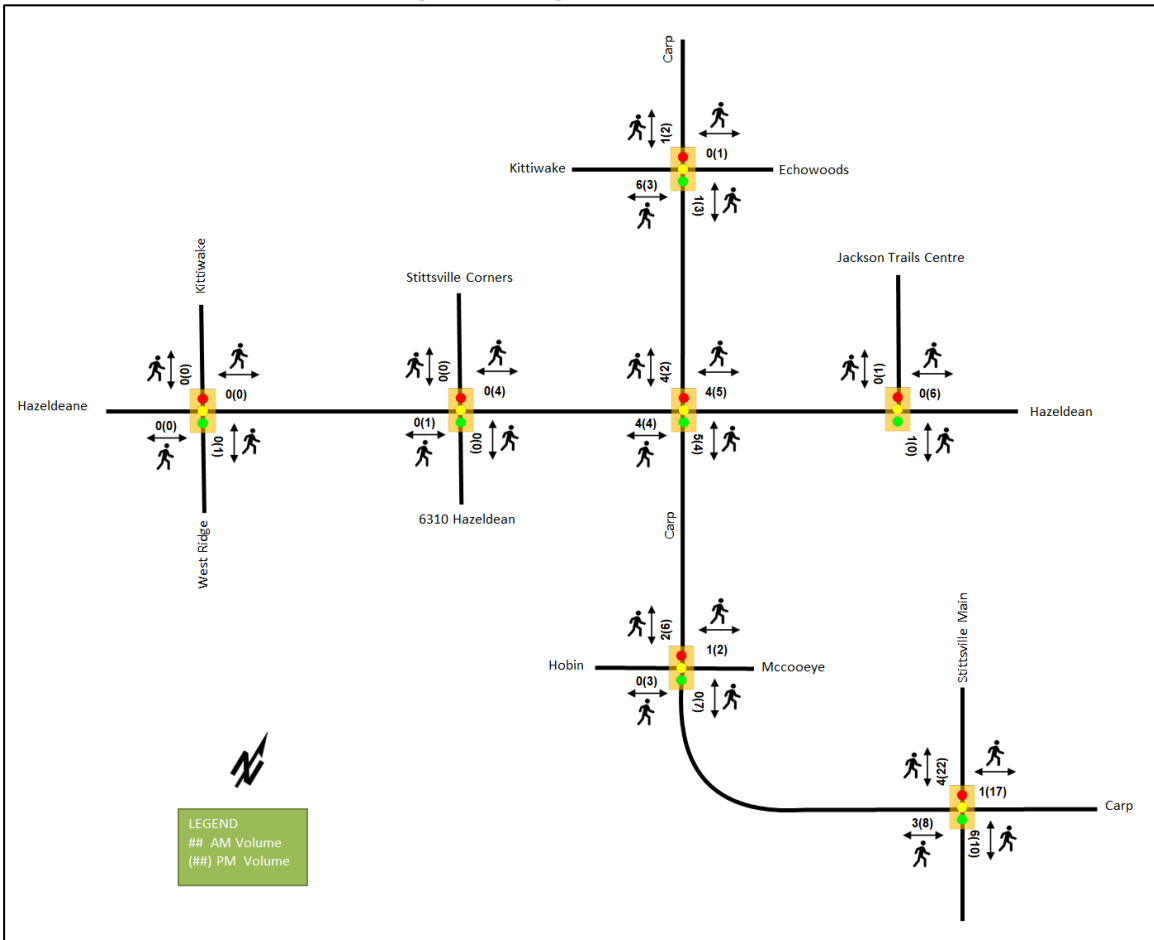 Carp
1(2)
0(1)
Kittiwake
Echowoods
6(3)
1(3)
Kittiwake
Stittsville Corners
Jackson Trails Centre
0(0)
0(0)
0(0)
0(4)
4(2)
4(5)
0(1)
0(6)
Hazeldeane
Hazeldean
0(0)
0(1)
0(1)
0(0)
4(4)
5(4)
1(0)
West Ridge
6310 Hazeldean
Carp
2(6)
1(2)
Hobin
Mccooeye
0(3)
0(7)
Stittsville Main
4(22)
1(17)
Carp
3(8)
6(10)
N
LEGEND
## AM Volume
(##) PM Volume